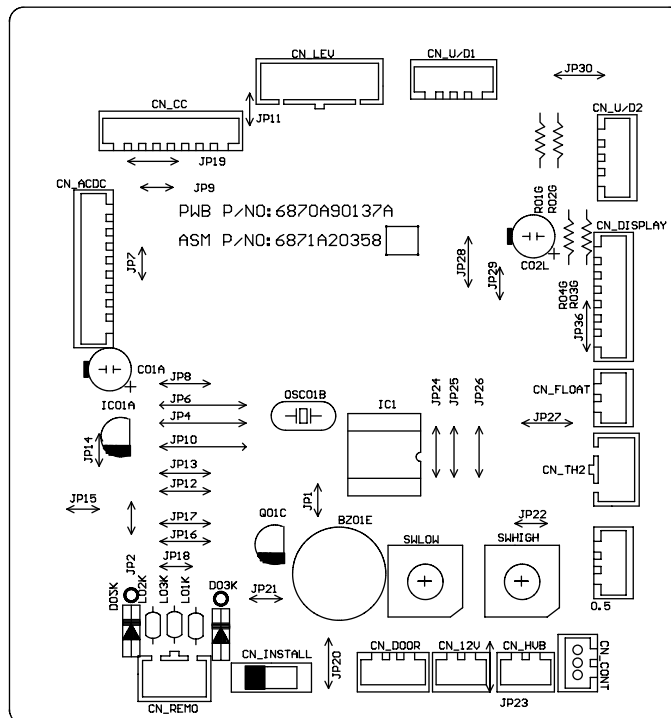 CN_LEV
CN_U/D1
JP30
CN_CC
JP11
CN_U/D2
JP19
CN_ACDC
JP9
PWB P/NO:6870A90137A
R01G
R02G
ASM P/NO:6871A20358
CN_DISPLAY
JP7
JP28
JP29
C02L
R04G
R03G
JP36
C01A
JP8
JP6
OSC01B
IC1
JP24
JP25
JP26
CN_FLOAT
IC01A
JP4
JP27
JP14
JP10
JP13
CN_TH2
JP12
JP15
JP1
JP17
Q01C
BZ01E
JP22
JP16
SWLOW
SWHIGH
JP2
JP18
D03K
L02K
L03K
L01K
D03K
JP21
0.5
CN_INSTALL
JP20
CN_DOOR
CN_12V
CN_HVB
CN_CONT
CN_REMO
JP23